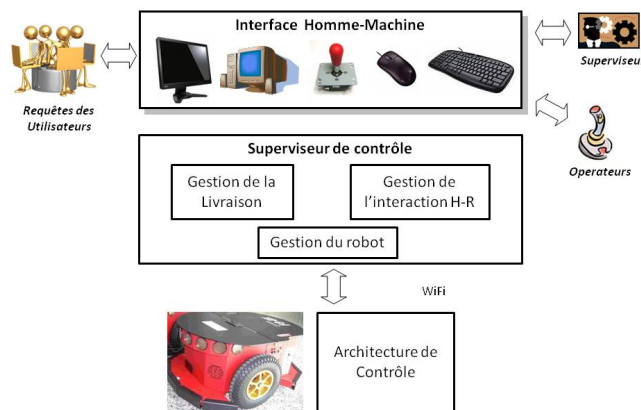 Interface Homme-Machine
Requêtes des
Utilisateurs
Superviseu
Operateurs
Superviseur de contrôle
Gestion de la
Livraison
Gestion de
l'interaction H-R
Gestion du robot
WiFi
Architecture de
Contrôle